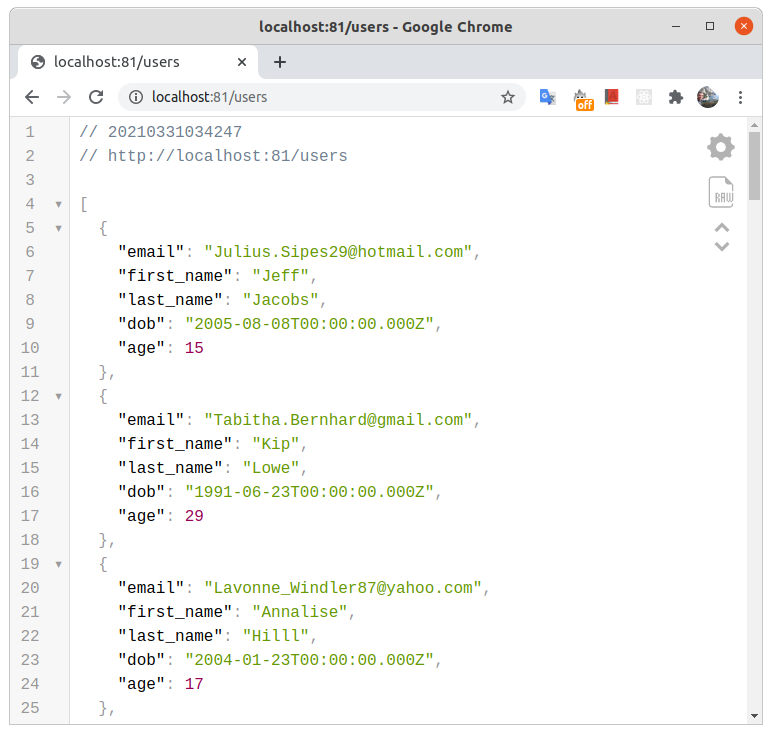 localhost:81/users - Google Chrome
localhost:81/users
localhost:81/users
off
RAW
1 // 20210331034247
2 // http://localhost:81/users
3
4 [
5 {
6 "email": "Julius.Sipes29@hotmail.com",
7 "first_name": "Jeff",
8 "last_name": "Jacobs",
9 "dob": "2005-08-08T00:00:00.000Z",
10 "age": 15
11 },
12 {
13 "email": "Tabitha.Bernhard@gmail.com",
14 "first_name": "Kip",
15 "last_name": "Lowe",
16 "dob": "1991-06-23T00:00:00.000Z",
17 "age": 29
18 },
19 {
20 "email": "Lavonne_Windler87@yahoo.com",
21 "first_name": "Annalise",
22 "last_name": "Hilll",
23 "dob": "2004-01-23T00:00:00.000Z",
24 "age": 17
25 },